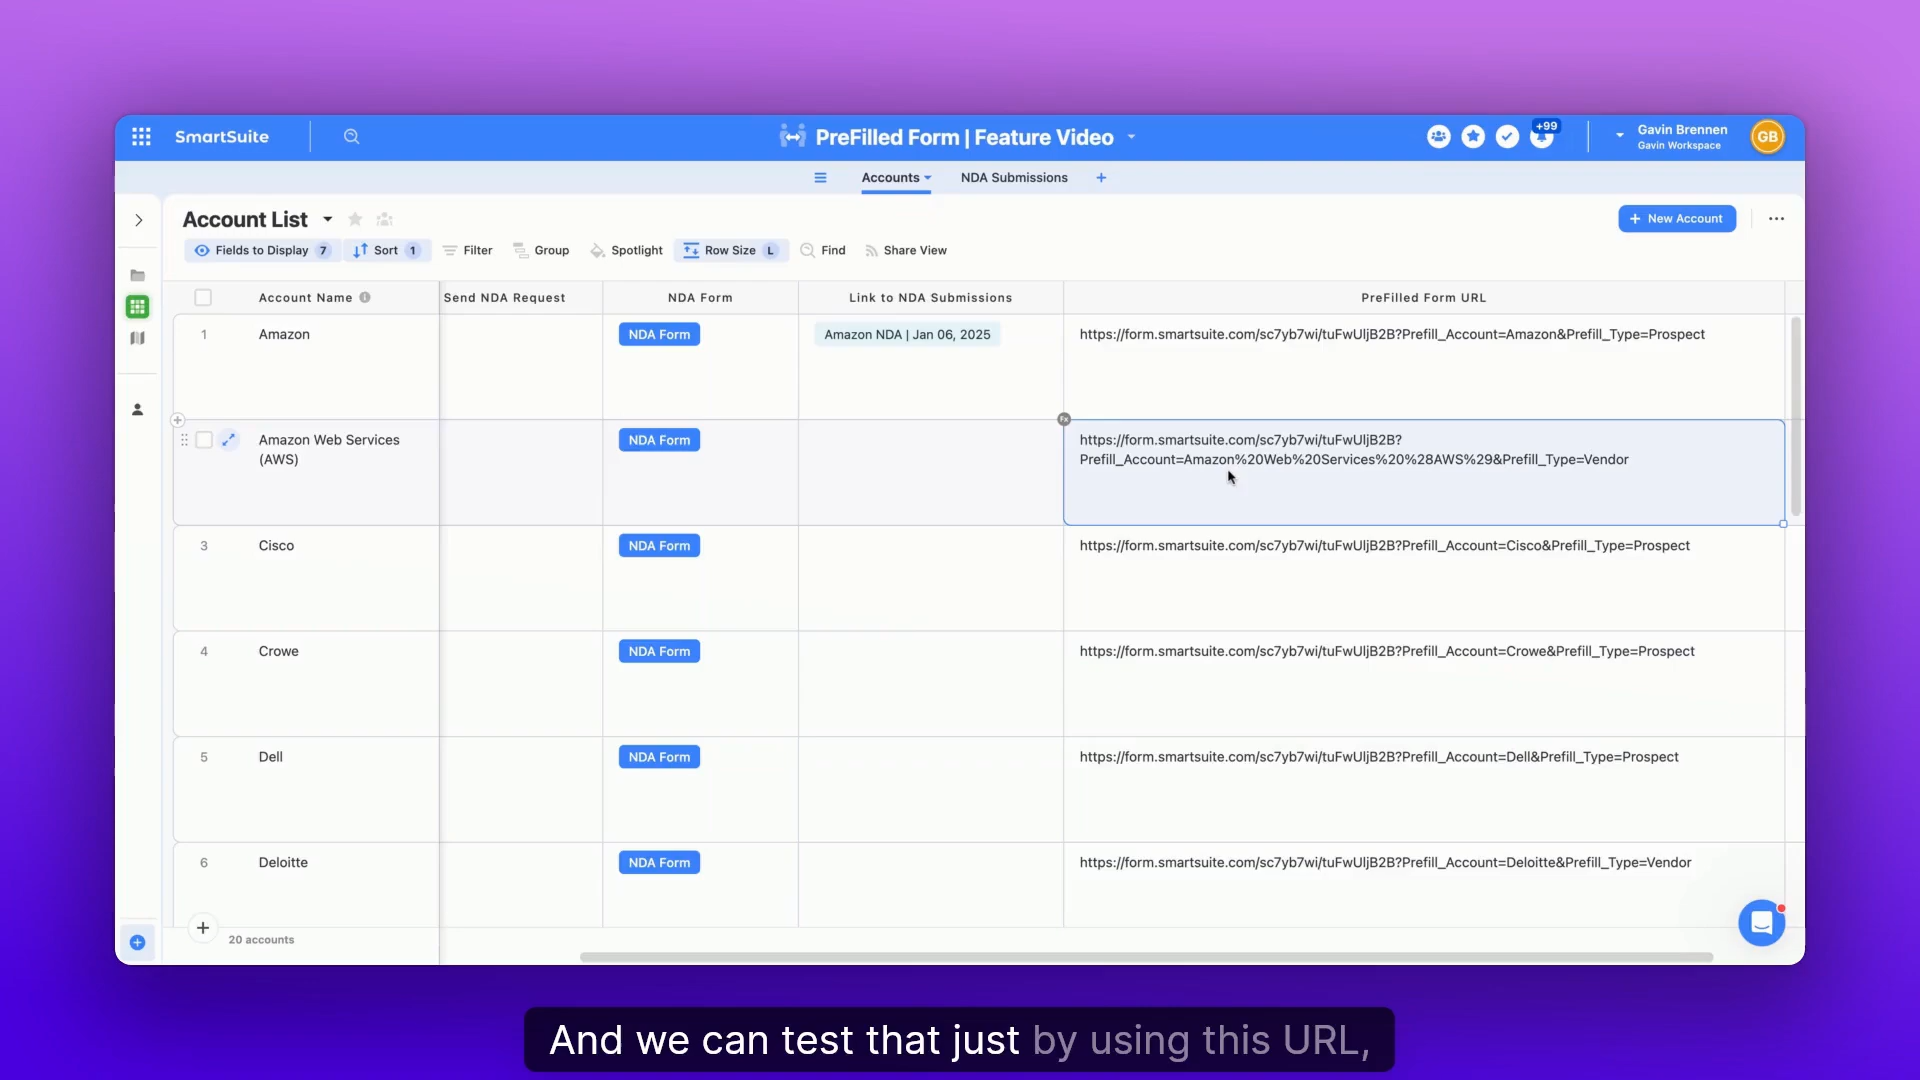 SmartSuite
PreFilled Form | Feature Video
+99
Gavin Brennen
Gavin Workspace
GB
Accounts
NDA Submissions
Account List
New Account
Fields to Display 7
Sort 1
Filter
Group
Spotlight
Row Size L
Find
Share View
Account Name
Send NDA Request
NDA Form
Link to NDA Submissions
PreFilled Form URL
1
Amazon
NDA Form
Amazon NDA | Jan 06, 2025
https://form.smartsuite.com/sc7yb7wi/tuFwUljB2B?Prefill_Account=Amazon&Prefill_Type=Prospect
Amazon Web Services
(AWS)
NDA Form
https://form.smartsuite.com/sc7yb7wi/tuFwUljB2B?
Prefill_Account=Amazon%20Web%20Services%20%28AWS%29&Prefill_Type=Vendor
3
Cisco
NDA Form
https://form.smartsuite.com/sc7yb7wi/tuFwUljB2B?Prefill_Account=Cisco&Prefill_Type=Prospect
4
Crowe
NDA Form
https://form.smartsuite.com/sc7yb7wi/tuFwUljB2B?Prefill_Account=Crowe&Prefill_Type=Prospect
5
Dell
NDA Form
https://form.smartsuite.com/sc7yb7wi/tuFwUljB2B?Prefill_Account=Dell&Prefill_Type=Prospect
6
Deloitte
NDA Form
https://form.smartsuite.com/sc7yb7wi/tuFwUljB2B?Prefill_Account=Deloitte&Prefill_Type=Vendor
20 accounts
And we can test that just by using this URL,